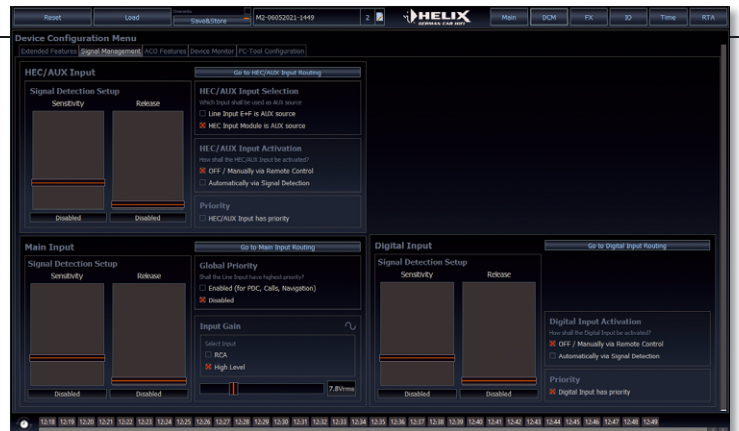 Reset
Load
Save&Store
M2-06052021-1449
2
HELIX
GERMAN CAR HIFI
Main
DCM
FX
IO
Time
RTA
Device Configuration Menu
Extended Features
Signal Management
ACO Features
Device Monitor
PC-Tool Configuration
HEC/AUX Input
Go to HEC/AUX Input Routing
Signal Detection Setup
Sensitivity
Release
Disabled
Disabled
HEC/AUX Input Selection
Which Input shall be used as AUX source
Line Input E+F is AUX source
HEC Input Module is AUX source
HEC/AUX Input Activation
How shall the HEC/AUX Input be activated?
OFF / Manually via Remote Control
Automatically via Signal Detection
Priority
HEC/AUX Input has priority
Main Input
Go to Main Input Routing
Signal Detection Setup
Sensitivity
Release
Disabled
Disabled
Global Priority
Shall the Line Input have highest priority?
Enabled (for PDC, Calls, Navigation)
Disabled
Input Gain
Select Input
RCA
High Level
7.8Vrms
Digital Input
Go to Digital Input Routing
Signal Detection Setup
Sensitivity
Release
Disabled
Disabled
Digital Input Activation
How shall the Digital Input be activated?
OFF / Manually via Remote Control
Automatically via Signal Detection
Priority
Digital Input has priority
12:18 12:19 12:20 12:21 12:22 12:23 12:24 12:25 12:26 12:27 12:28 12:29 12:30 12:31 12:32 12:33 12:34 12:35 12:36 12:37 12:38 12:39 12:40 12:41 12:42 12:43 12:44 12:45 12:46 12:47 12:48 12:49